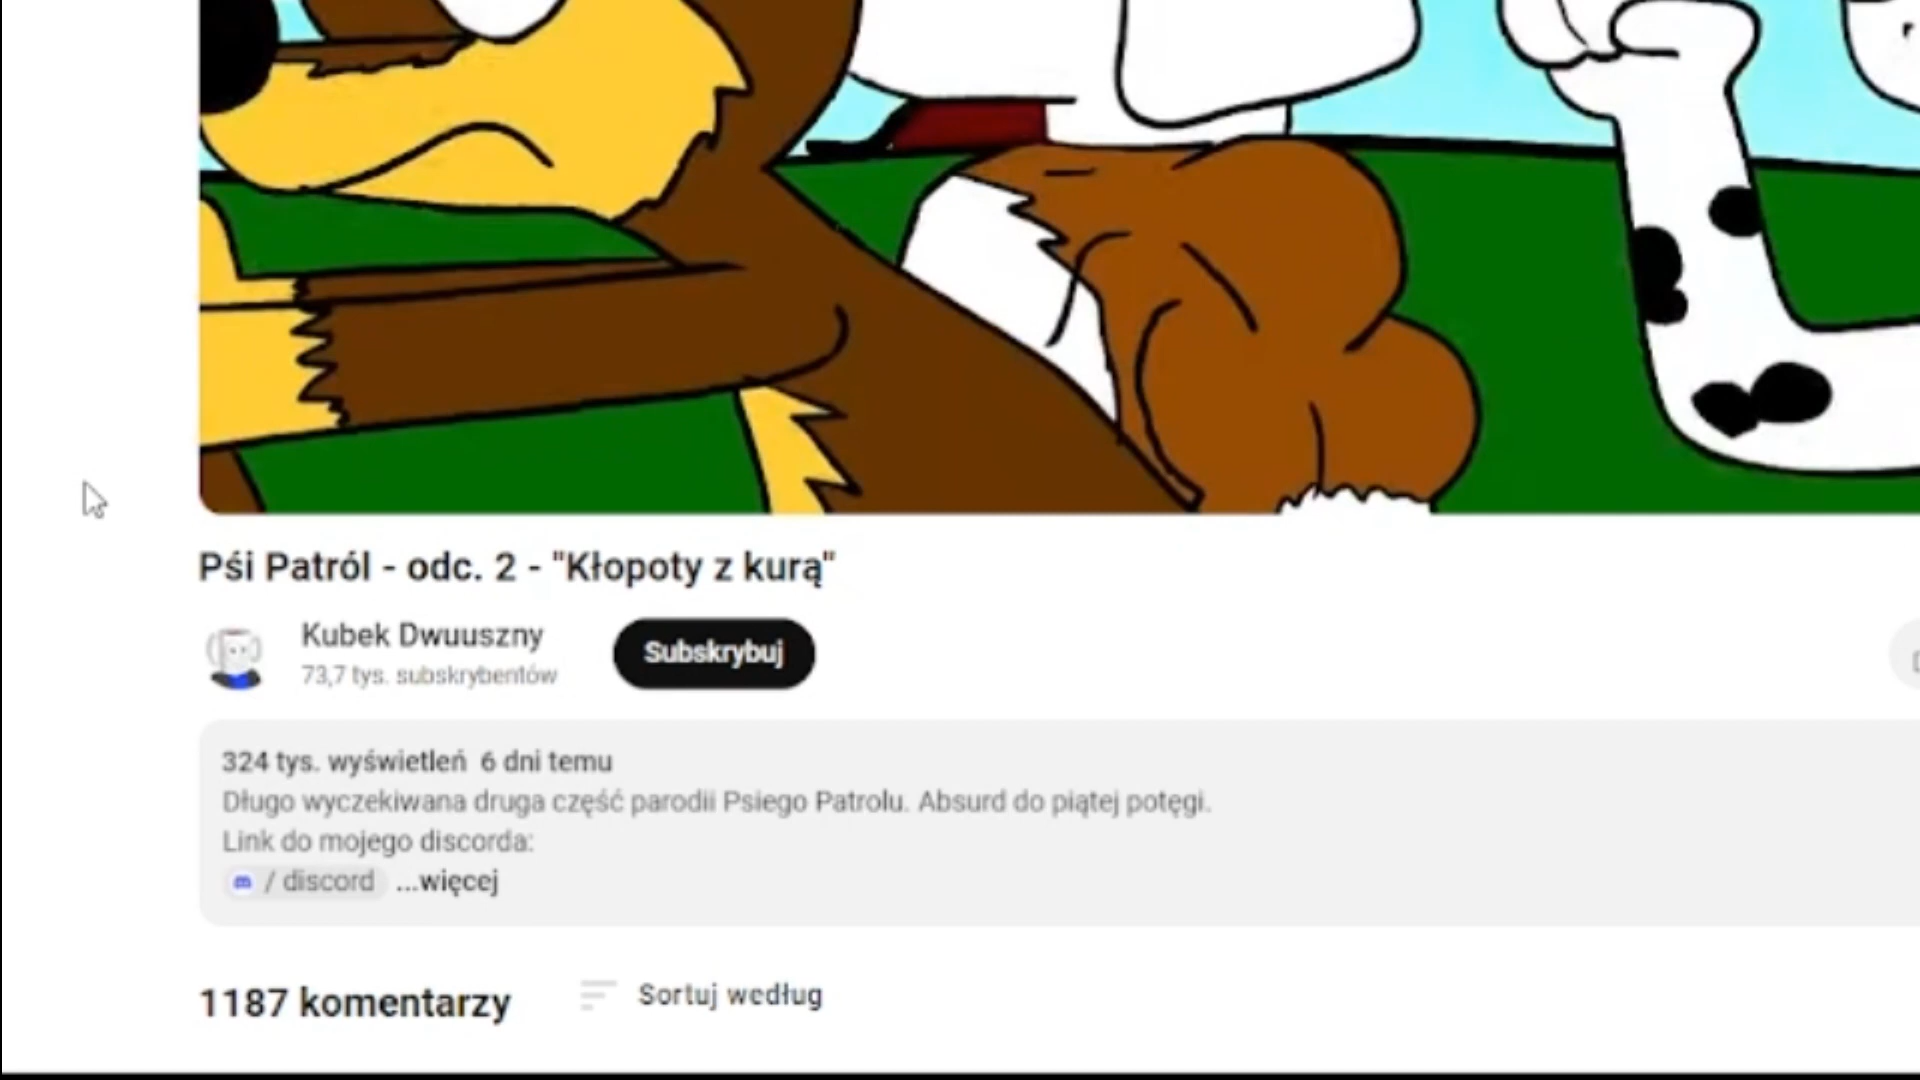 Pśi Patról - odc. 2 - "Kłopoty z kurą"
Kubek Dwuuszny
73,7 tys. subskrybentów
Subskrybuj
324 tys. wyświetleń 6 dni temu
Długo wyczekiwana druga część parodii Psiego Patrolu. Absurd do piątej potęgi.
Link do mojego discorda:
/ discord ...więcej
1187 komentarzy
Sortuj według